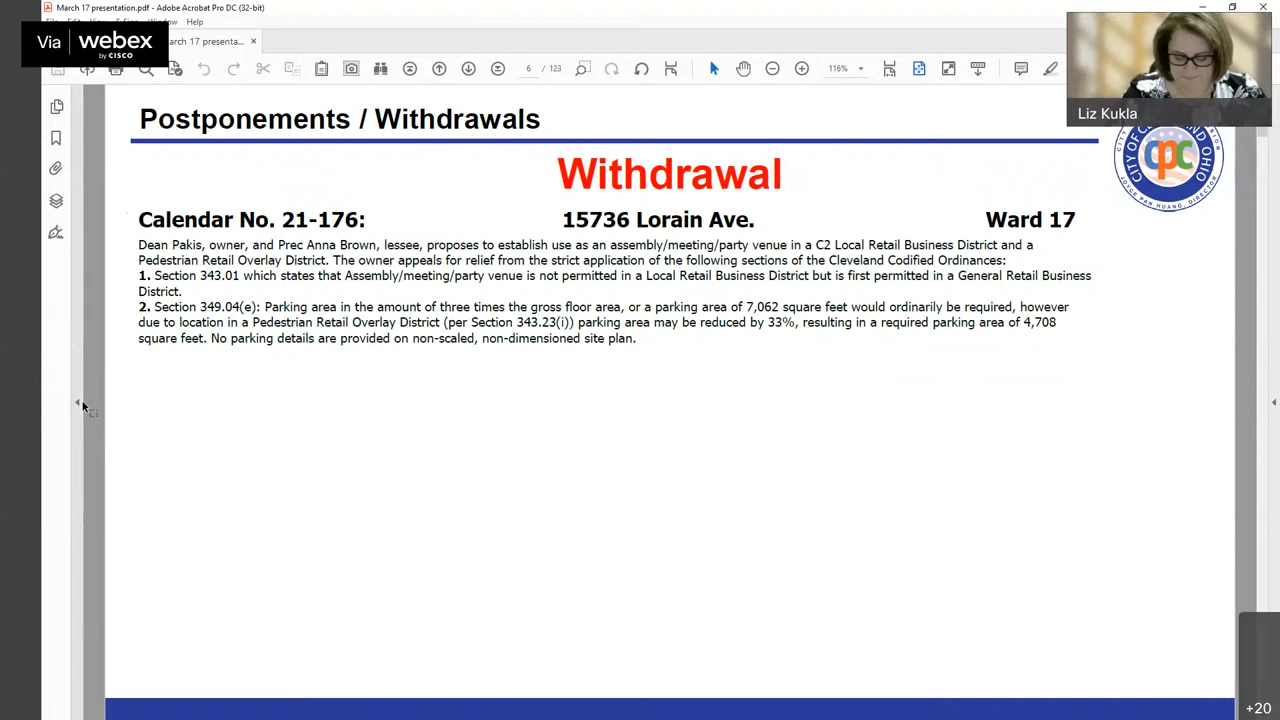 March 17 presentation.pdf - Adobe Acrobat Pro DC (32-bit)
Window Help
Via webex
by CISCO
arch 17 presenta...
6 / 123
116%
Liz Kukla
Postponements / Withdrawals
Withdrawal
CITY OF CLEVELAND OHIO
cpc
JOYCE PAN HUANG, DIRECTOR
Calendar No. 21-176: 15736 Lorain Ave. Ward 17
Dean Pakis, owner, and Prec Anna Brown, lessee, proposes to establish use as an assembly/meeting/party venue in a C2 Local Retail Business District and a
Pedestrian Retail Overlay District. The owner appeals for relief from the strict application of the following sections of the Cleveland Codified Ordinances:
1. Section 343.01 which states that Assembly/meeting/party venue is not permitted in a Local Retail Business District but is first permitted in a General Retail Business
District.
2. Section 349.04(e): Parking area in the amount of three times the gross floor area, or a parking area of 7,062 square feet would ordinarily be required, however
due to location in a Pedestrian Retail Overlay District (per Section 343.23(i)) parking area may be reduced by 33%, resulting in a required parking area of 4,708
square feet. No parking details are provided on non-scaled, non-dimensioned site plan.
+20